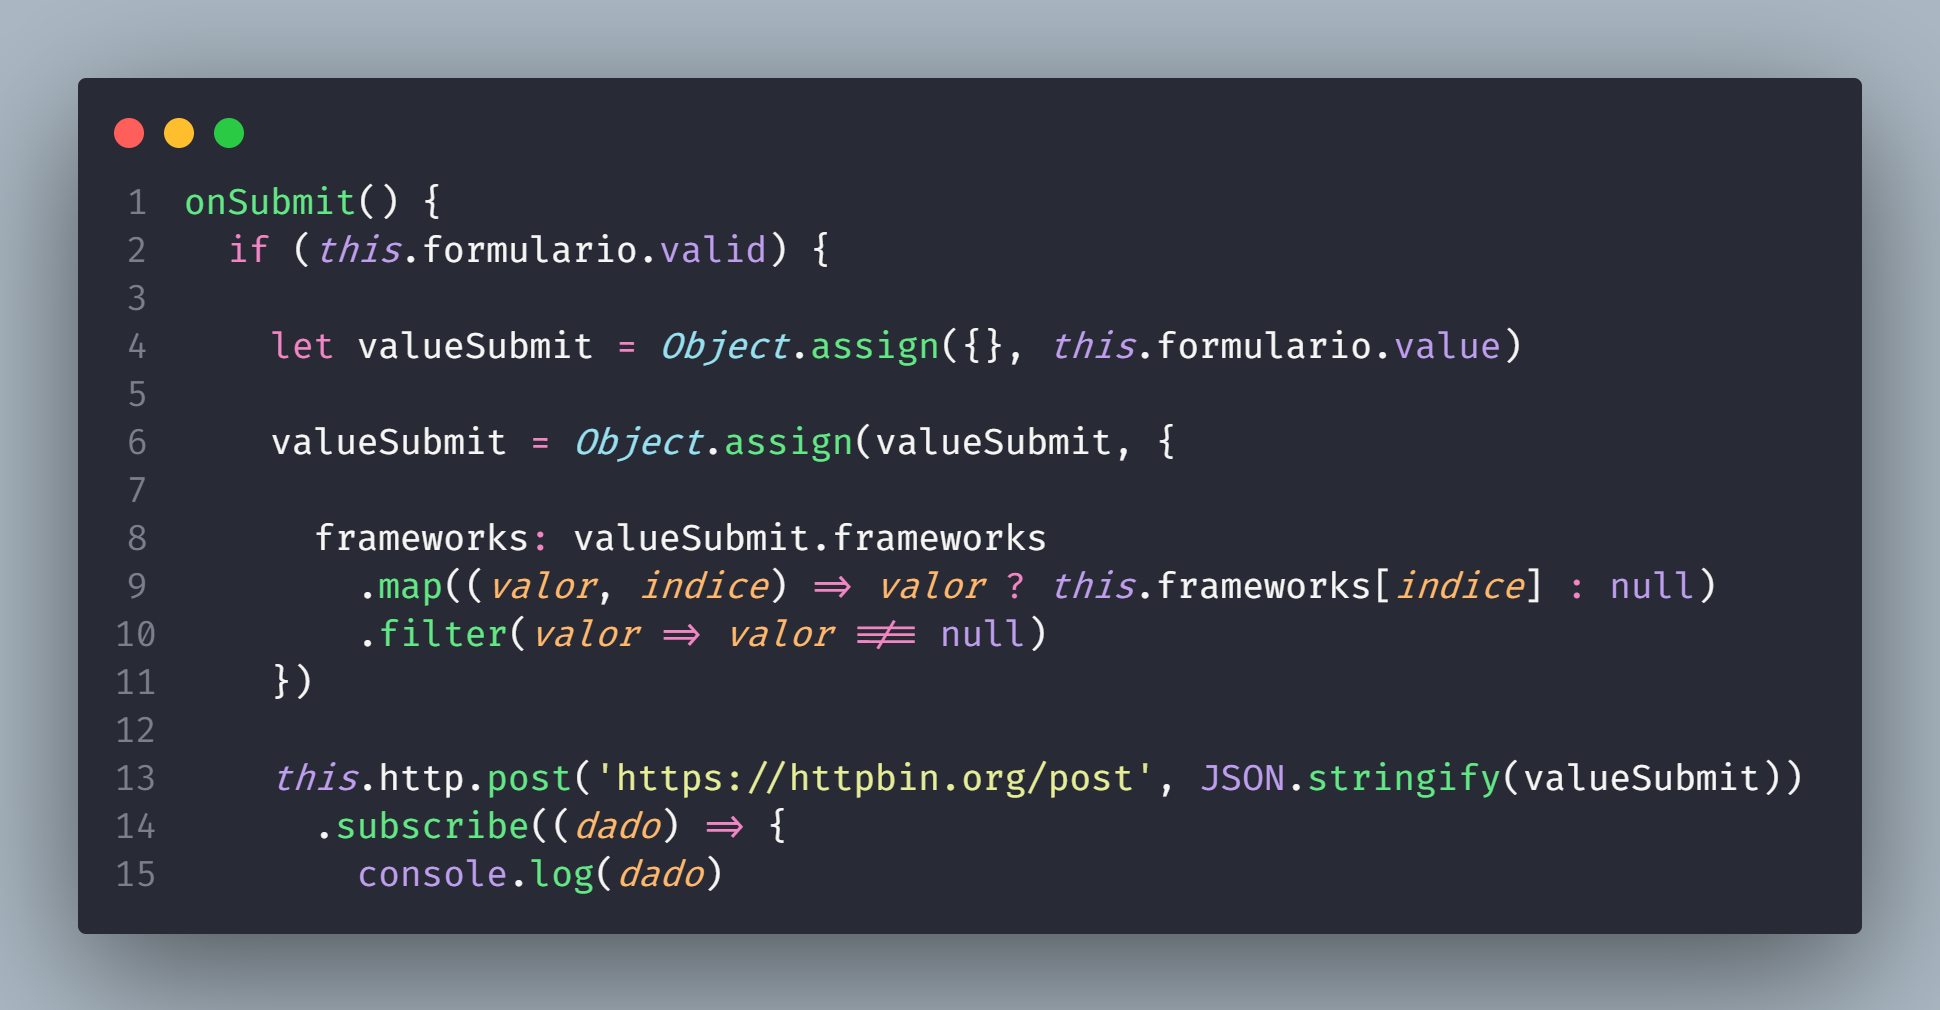 1 onSubmit() {
2 if (this.formulario.valid) {
3
4 let valueSubmit = Object.assign({}, this.formulario.value)
5
6 valueSubmit = Object.assign(valueSubmit, {
7
8 frameworks: valueSubmit.frameworks
9 .map((valor, indice) => valor ? this.frameworks[indice] : null)
10 .filter(valor => valor !== null)
11 })
12
13 this.http.post('https://httpbin.org/post', JSON.stringify(valueSubmit))
14 .subscribe((dado) => {
15 console.log(dado)